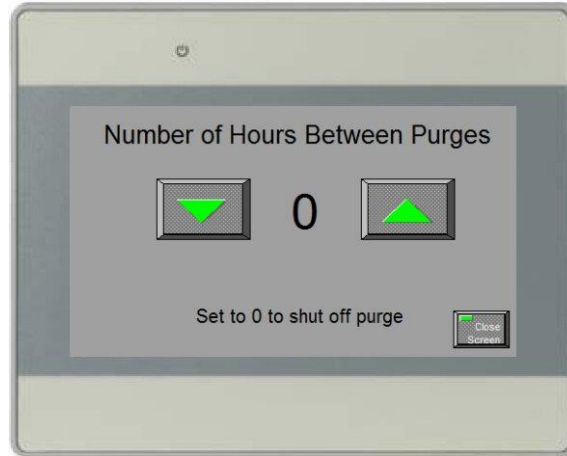 Number of Hours Between Purges
0
Set to 0 to shut off purge
Close
Screen